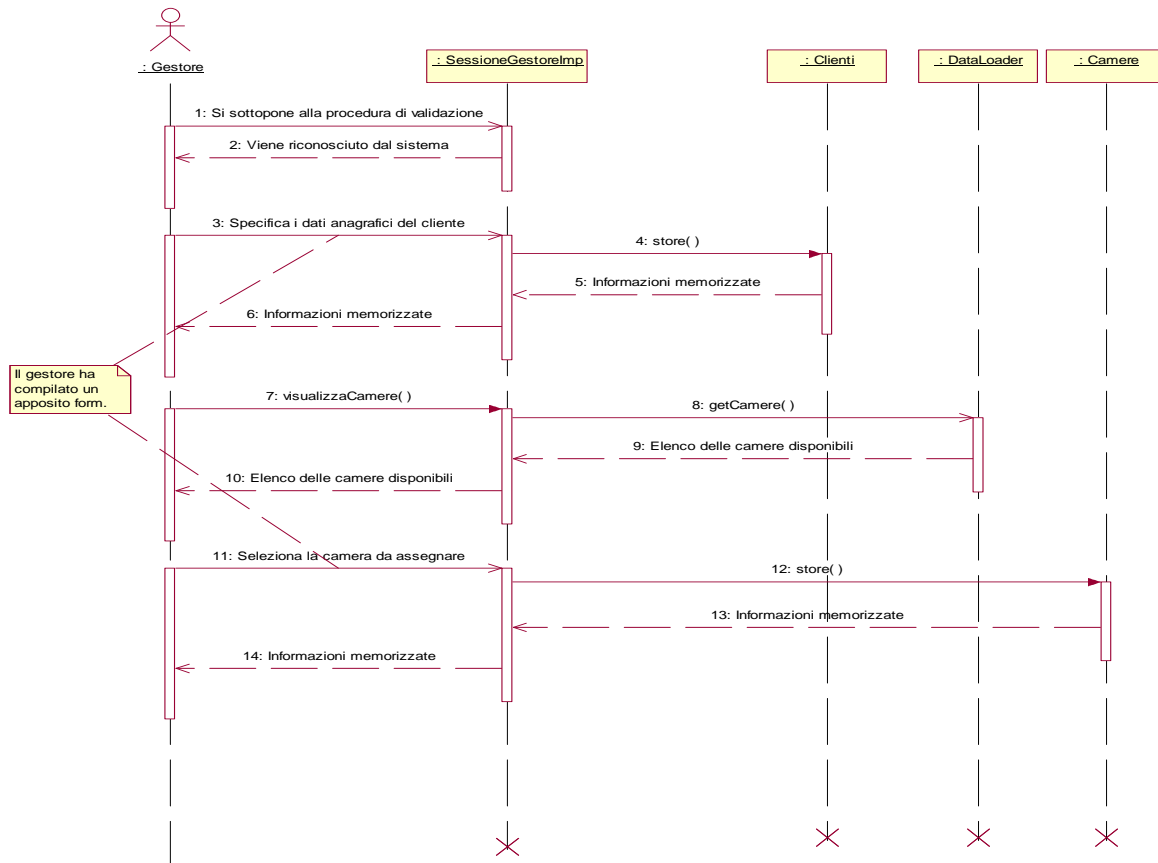 : Gestore
: SessioneGestoreImp
: Clienti
: DataLoader
: Camere
1: Si sottopone alla procedura di validazione
2: Viene riconosciuto dal sistema
3: Specifica i dati anagrafici del cliente
4: store( )
5: Informazioni memorizzate
6: Informazioni memorizzate
Il gestore ha
compilato un
apposito form.
7: visualizzaCamere( )
8: getCamere( )
9: Elenco delle camere disponibili
10: Elenco delle camere disponibili
11: Seleziona la camera da assegnare
12: store( )
13: Informazioni memorizzate
14: Informazioni memorizzate